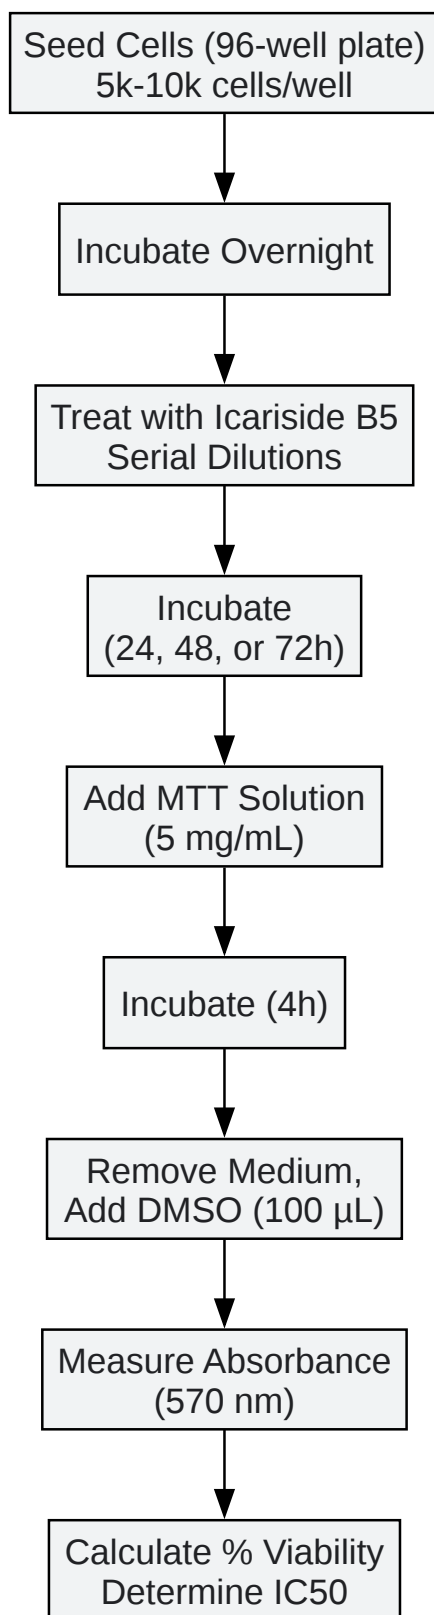 Seed Cells (96-well plate)
5k-10k cells/well
Incubate Overnight
Treat with Icariside B5
Serial Dilutions
Incubate
(24, 48, or 72h)
Add MTT Solution
(5 mg/mL)
Incubate (4h)
Remove Medium,
Add DMSO (100 µL)
Measure Absorbance
(570 nm)
Calculate % Viability
Determine IC50